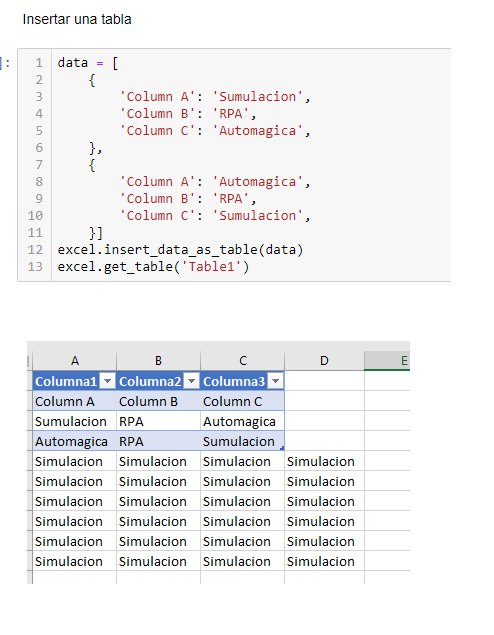 Insertar una tabla
]:
1 data = [
2 {
3 'Column A': 'Sumulacion',
4 'Column B': 'RPA',
5 'Column C': 'Automagica',
6 },
7 {
8 'Column A': 'Automagica',
9 'Column B': 'RPA',
10 'Column C': 'Sumulacion',
11 }]
12 excel.insert_data_as_table(data)
13 excel.get_table('Table1')
A B C D E
Columna1 Columna2 Columna3
Column A Column B Column C
Sumulacion RPA Automagica
Automagica RPA Sumulacion
Simulacion Simulacion Simulacion Simulacion
Simulacion Simulacion Simulacion Simulacion
Simulacion Simulacion Simulacion Simulacion
Simulacion Simulacion Simulacion Simulacion
Simulacion Simulacion Simulacion Simulacion
Simulacion Simulacion Simulacion Simulacion